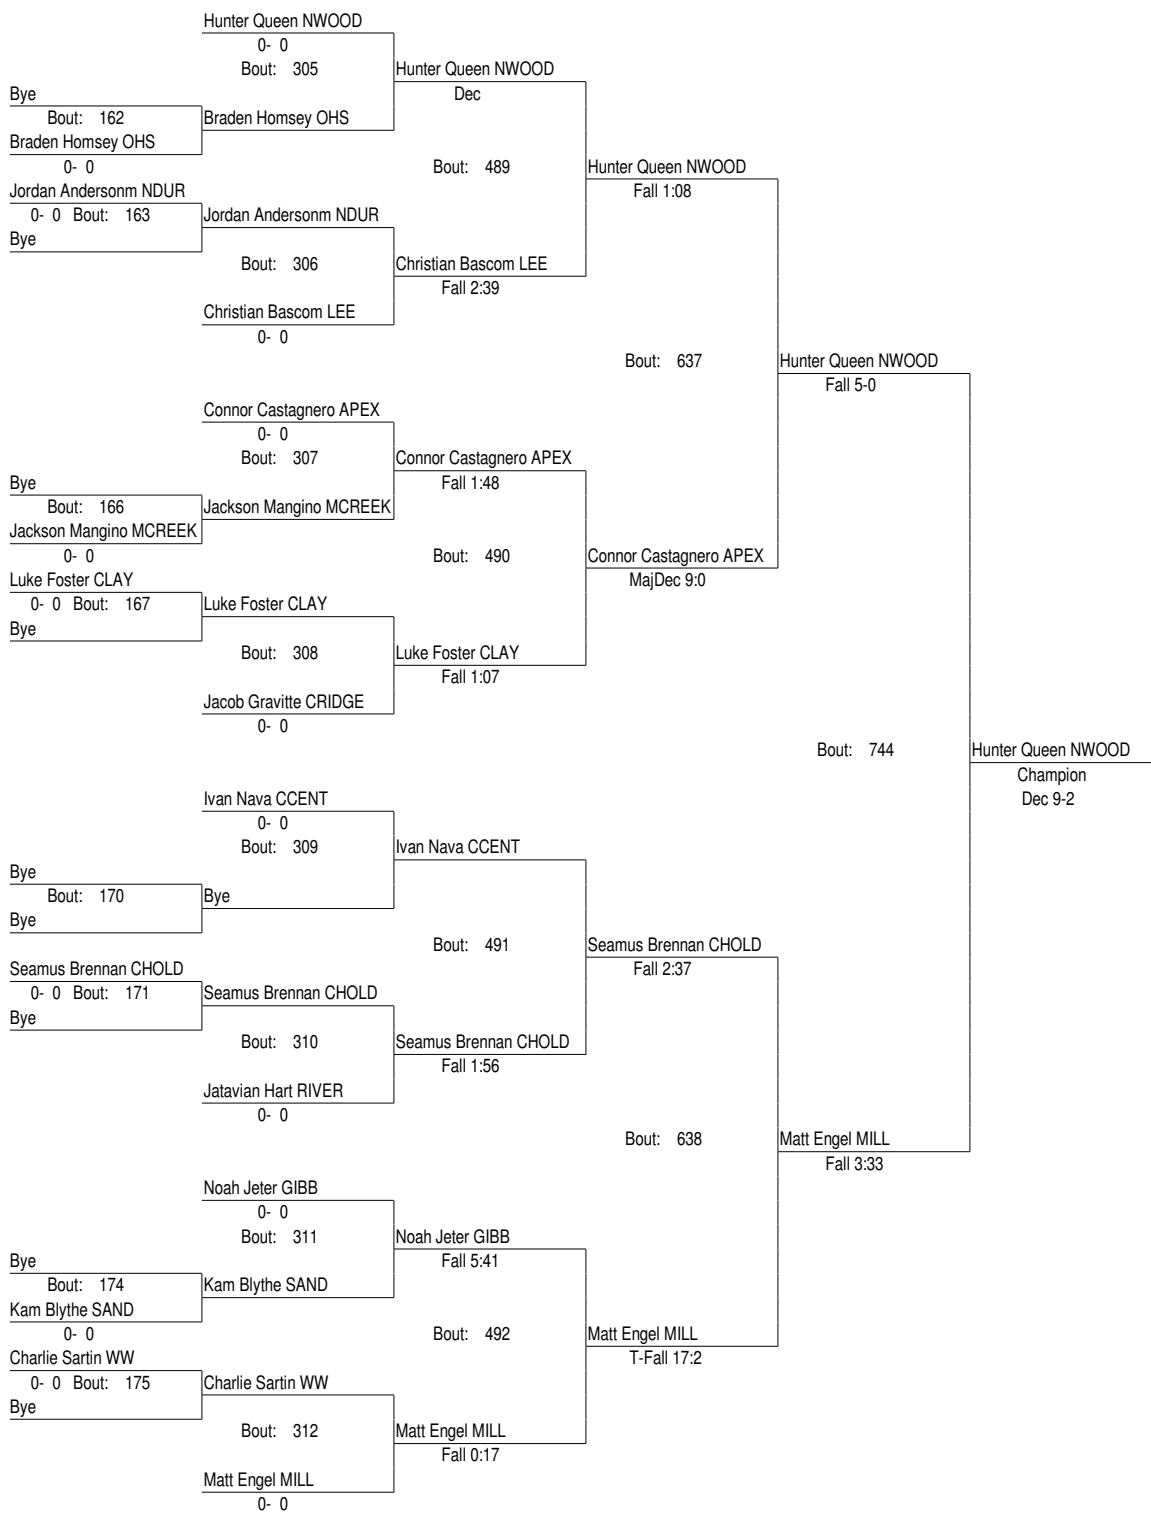 Hunter Queen NWOOD
0- 0
Bout: 305
Hunter Queen NWOOD
Dec
Bye
Bout: 162
Braden Homsey OHS
Braden Homsey OHS
0- 0
Bout: 489
Hunter Queen NWOOD
Fall 1:08
Jordan Andersonm NDUR
0- 0 Bout: 163
Jordan Andersonm NDUR
Bye
Bout: 306
Christian Bascom LEE
Fall 2:39
Christian Bascom LEE
0- 0
Bout: 637
Hunter Queen NWOOD
Fall 5-0
Connor Castagnero APEX
0- 0
Bout: 307
Connor Castagnero APEX
Fall 1:48
Bye
Bout: 166
Jackson Mangino MCREEK
Jackson Mangino MCREEK
0- 0
Bout: 490
Connor Castagnero APEX
MajDec 9:0
Luke Foster CLAY
0- 0 Bout: 167
Luke Foster CLAY
Bye
Bout: 308
Luke Foster CLAY
Fall 1:07
Jacob Gravitte CRIDGE
0- 0
Bout: 744
Hunter Queen NWOOD
Champion
Dec 9-2
Ivan Nava CCENT
0- 0
Bout: 309
Ivan Nava CCENT
Bye
Bout: 170
Bye
Bye
Bout: 491
Seamus Brennan CHOLD
Fall 2:37
Seamus Brennan CHOLD
0- 0 Bout: 171
Seamus Brennan CHOLD
Bye
Bout: 310
Seamus Brennan CHOLD
Fall 1:56
Jatavian Hart RIVER
0- 0
Bout: 638
Matt Engel MILL
Fall 3:33
Noah Jeter GIBB
0- 0
Bout: 311
Noah Jeter GIBB
Fall 5:41
Bye
Bout: 174
Kam Blythe SAND
Kam Blythe SAND
0- 0
Bout: 492
Matt Engel MILL
T-Fall 17:2
Charlie Sartin WW
0- 0 Bout: 175
Charlie Sartin WW
Bye
Bout: 312
Matt Engel MILL
Fall 0:17
Matt Engel MILL
0- 0